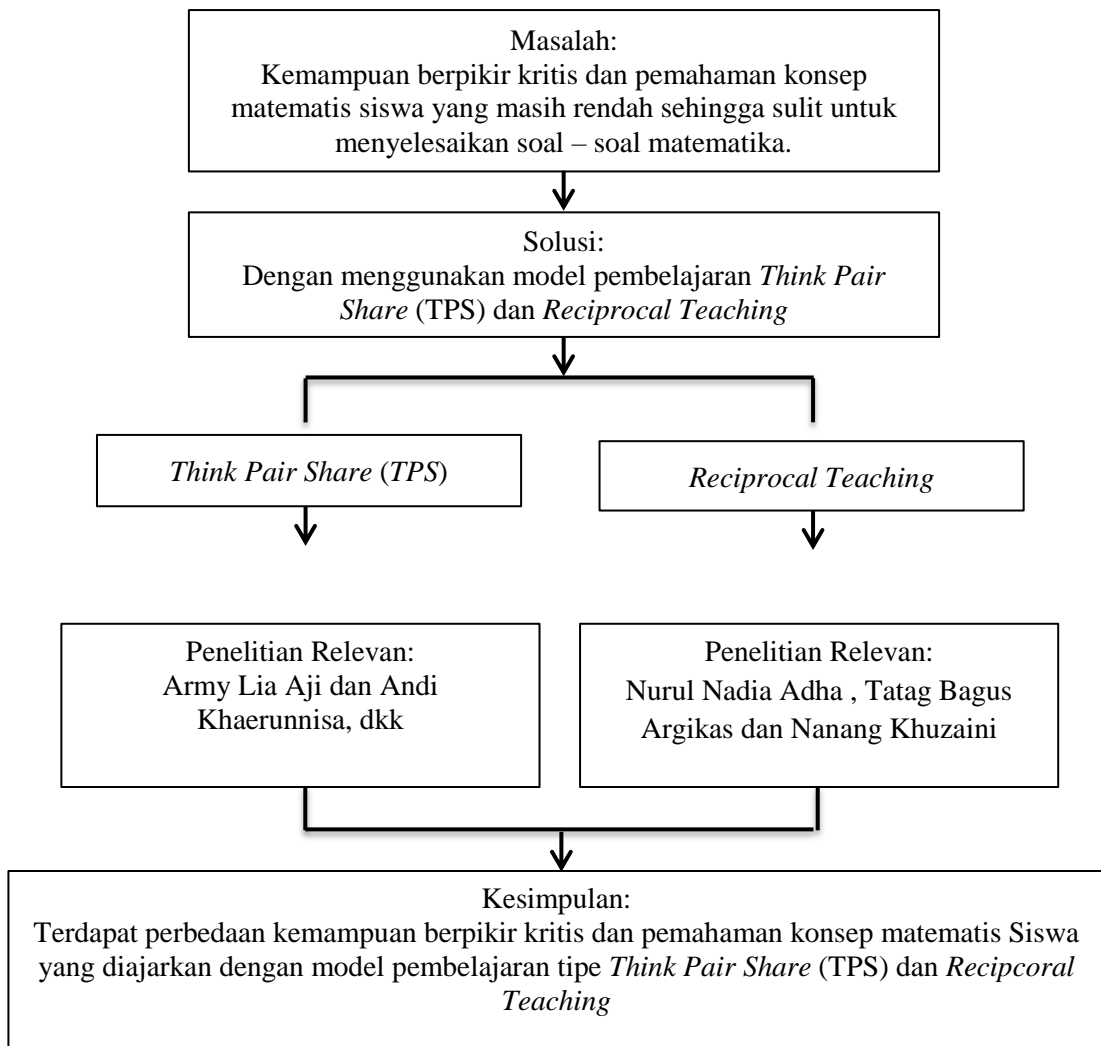 Masalah:
Kemampuan berpikir kritis dan pemahaman konsep
matematis siswa yang masih rendah sehingga sulit untuk
menyelesaikan soal – soal matematika.
Solusi:
Dengan menggunakan model pembelajaran Think Pair
Share (TPS) dan Reciprocal Teaching
Think Pair Share (TPS)
Reciprocal Teaching
Penelitian Relevan:
Army Lia Aji dan Andi
Khaerunnisa, dkk
Penelitian Relevan:
Nurul Nadia Adha , Tatag Bagus
Argikas dan Nanang Khuzaini
Kesimpulan:
Terdapat perbedaan kemampuan berpikir kritis dan pemahaman konsep matematis Siswa
yang diajarkan dengan model pembelajaran tipe Think Pair Share (TPS) dan Recipcoral
Teaching